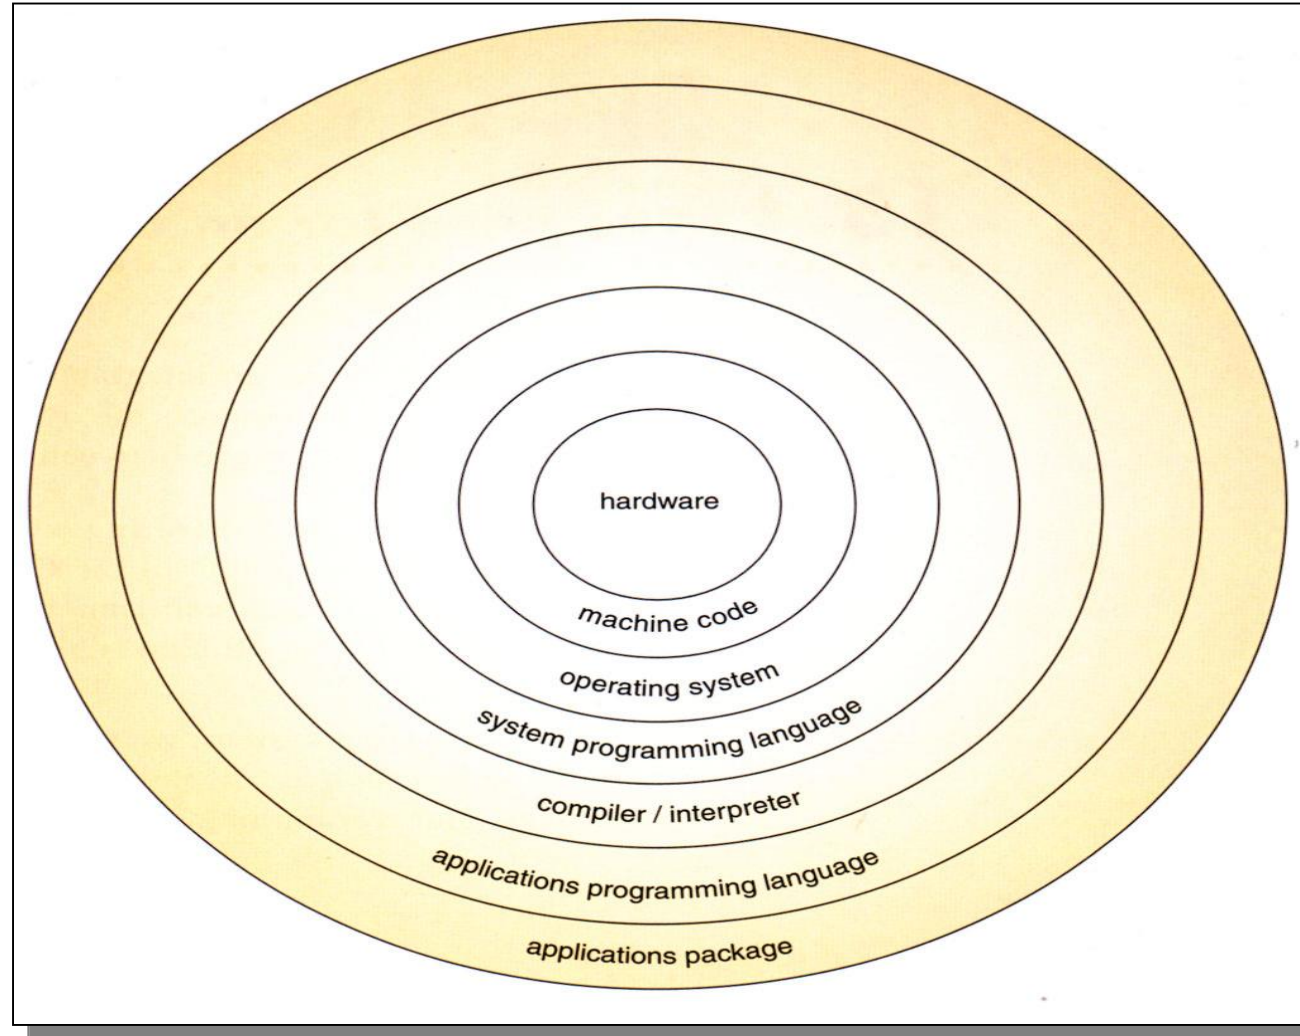 hardware
machine code
operating system
system programming language
compiler / interpreter
applications programming language
applications package